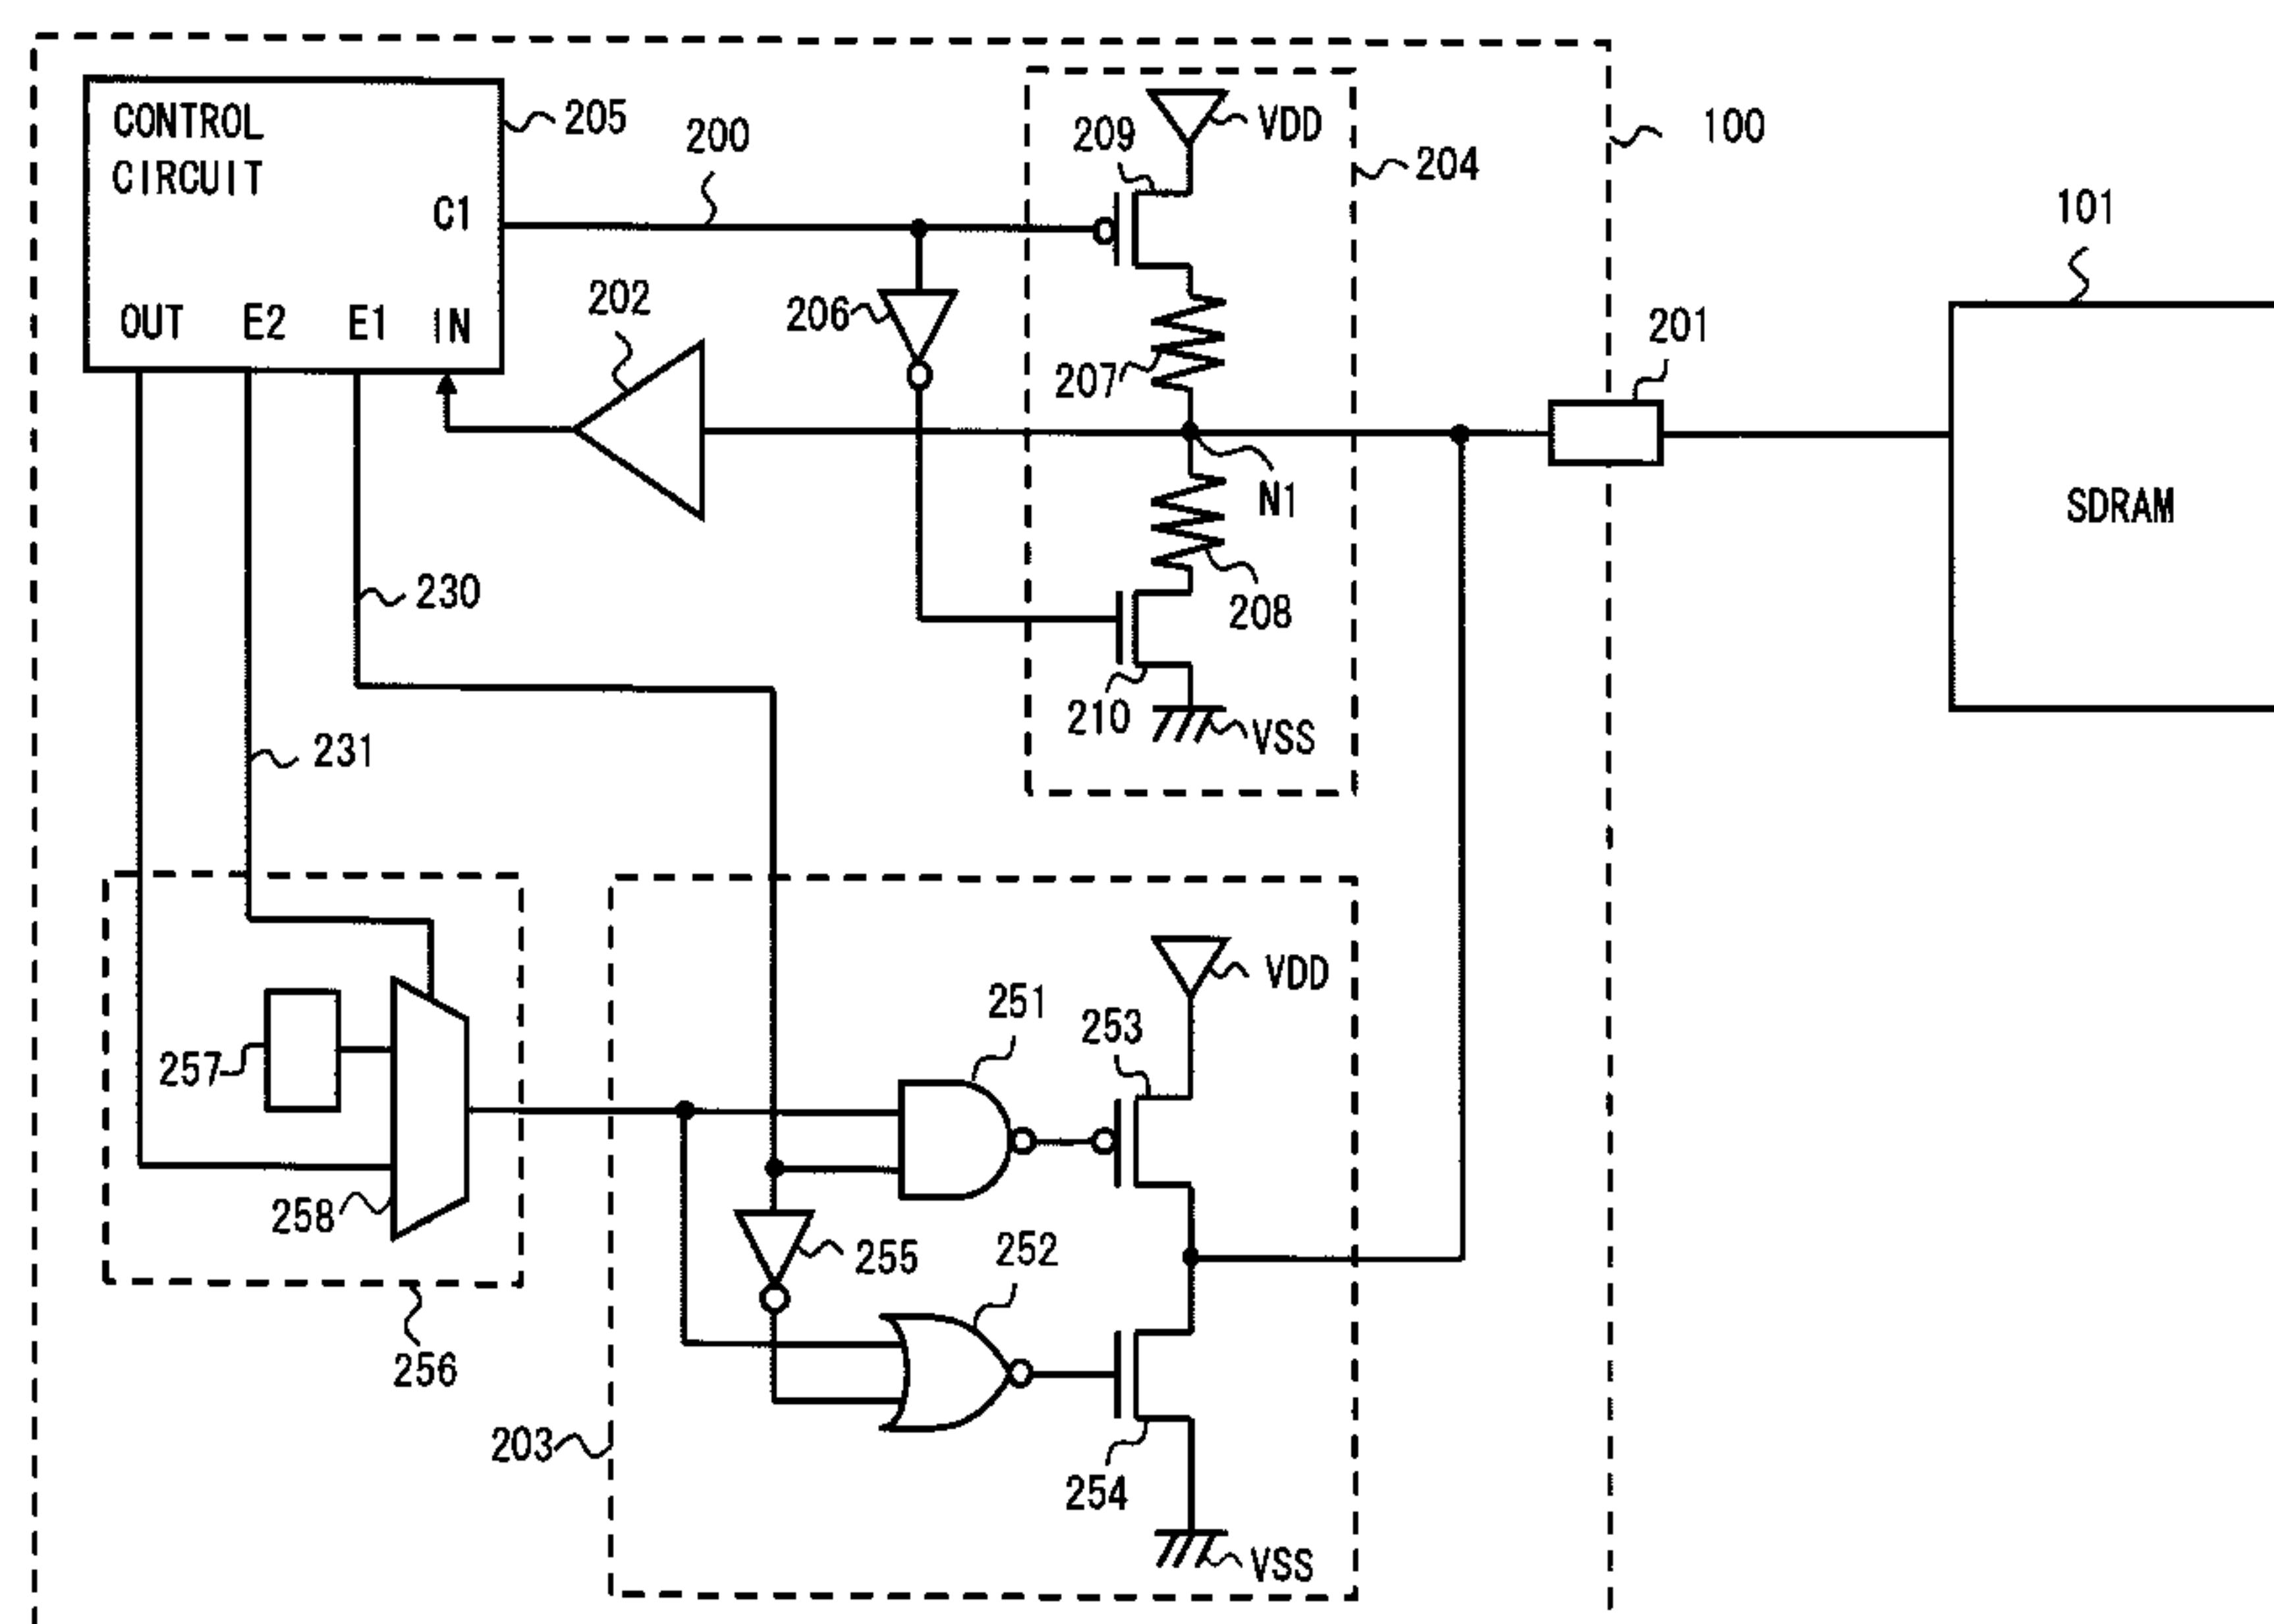 CONTROL
CIRCUIT
C1
OUT
E2
E1
IN
205
200
209
VDD
204
100
101
202
206
207
201
N1
SDRAM
230
208
210
VSS
231
VDD
251
253
257
258
255
252
256
203
254
VSS